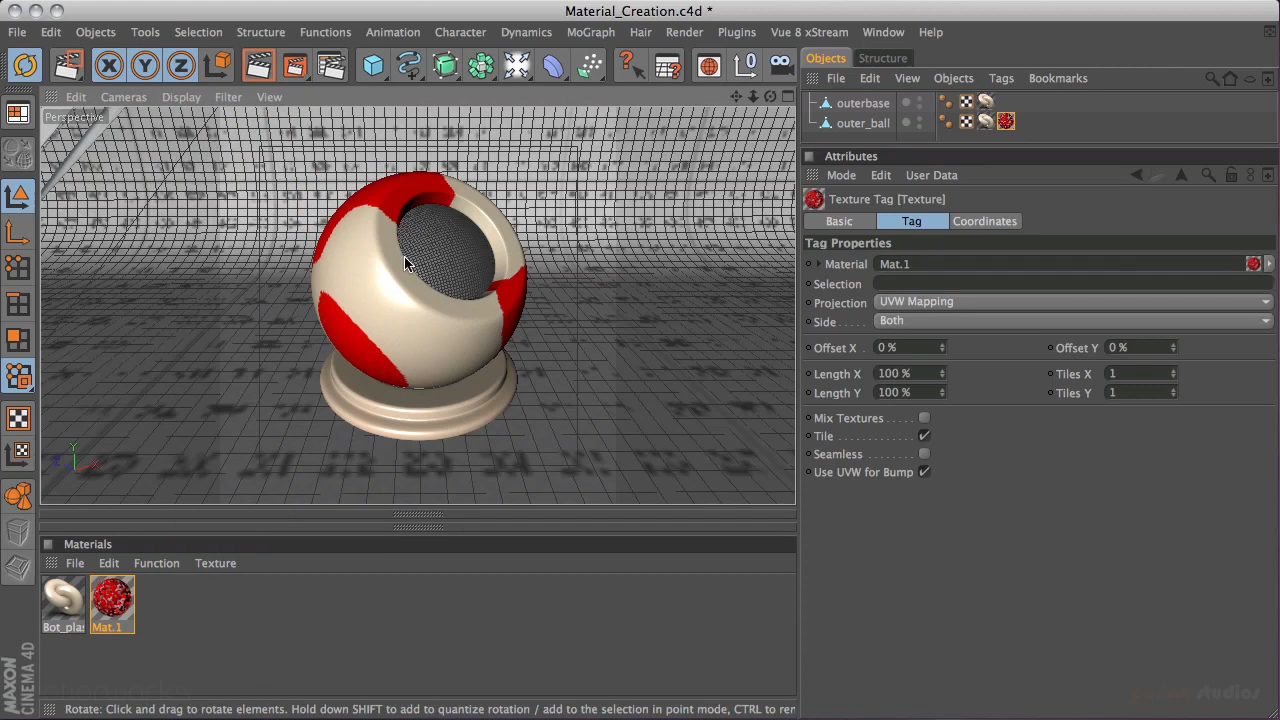 Material_Creation.c4d *
File Edit Objects Tools Selection Structure Functions Animation Character Dynamics MoGraph Hair Render Plugins Vue 8 xStream Window Help
X Y Z
Objects Structure
File Edit View Objects Tags Bookmarks
Edit Cameras Display Filter View
Perspective
outerbase
outer_ball
Attributes
Mode Edit User Data
Texture Tag [Texture]
Basic Tag Coordinates
Tag Properties
Material Mat.1
Selection
Projection UVW Mapping
Side Both
Offset X 0 % Offset Y 0 %
Length X 100 % Tiles X 1
Length Y 100 % Tiles Y 1
Mix Textures
Tile
Seamless
Use UVW for Bump
Y
Materials
File Edit Function Texture
Bot_plas Mat.1
MAXON
CINEMA 4D
Rotate: Click and drag to rotate elements. Hold down SHIFT to add to quantize rotation / add to the selection in point mode, CTRL to rer
studios